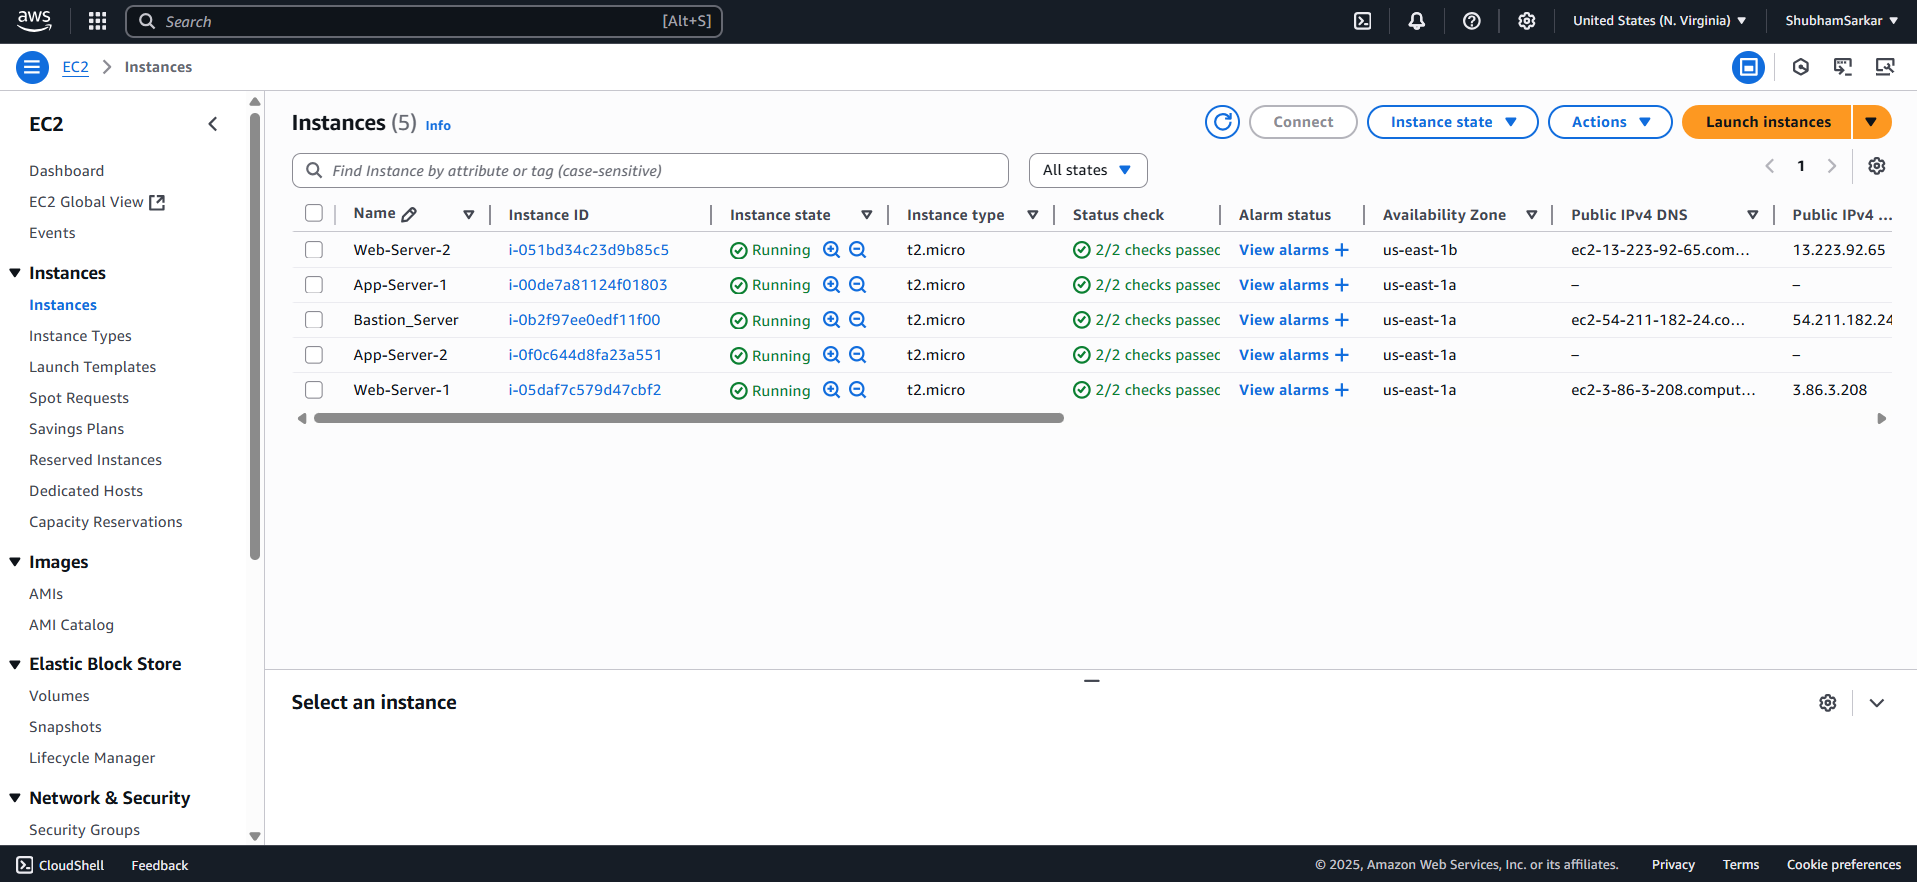 aws Search [Alt+S] United States (N. Virginia) ShubhamSarkar
EC2 Instances
EC2
Dashboard
EC2 Global View
Events
Instances
Instances
Instance Types
Launch Templates
Spot Requests
Savings Plans
Reserved Instances
Dedicated Hosts
Capacity Reservations
Images
AMIs
AMI Catalog
Elastic Block Store
Volumes
Snapshots
Lifecycle Manager
Network & Security
Security Groups
Instances (5) Info Connect Instance state Actions Launch instances
Find Instance by attribute or tag (case-sensitive) All states 1
Name Instance ID Instance state Instance type Status check Alarm status Availability Zone Public IPv4 DNS Public IPv4 ...
Web-Server-2 i-051bd34c23d9b85c5 Running t2.micro 2/2 checks passed View alarms + us-east-1b ec2-13-223-92-65.com... 13.223.92.65
App-Server-1 i-00de7a81124f01803 Running t2.micro 2/2 checks passed View alarms + us-east-1a – –
Bastion_Server i-0b2f97ee0edf11f00 Running t2.micro 2/2 checks passed View alarms + us-east-1a ec2-54-211-182-24.co... 54.211.182.24
App-Server-2 i-0f0c644d8fa23a551 Running t2.micro 2/2 checks passed View alarms + us-east-1a – –
Web-Server-1 i-05daf7c579d47cbf2 Running t2.micro 2/2 checks passed View alarms + us-east-1a ec2-3-86-3-208.comput... 3.86.3.208
Select an instance
CloudShell Feedback © 2025, Amazon Web Services, Inc. or its affiliates. Privacy Terms Cookie preferences